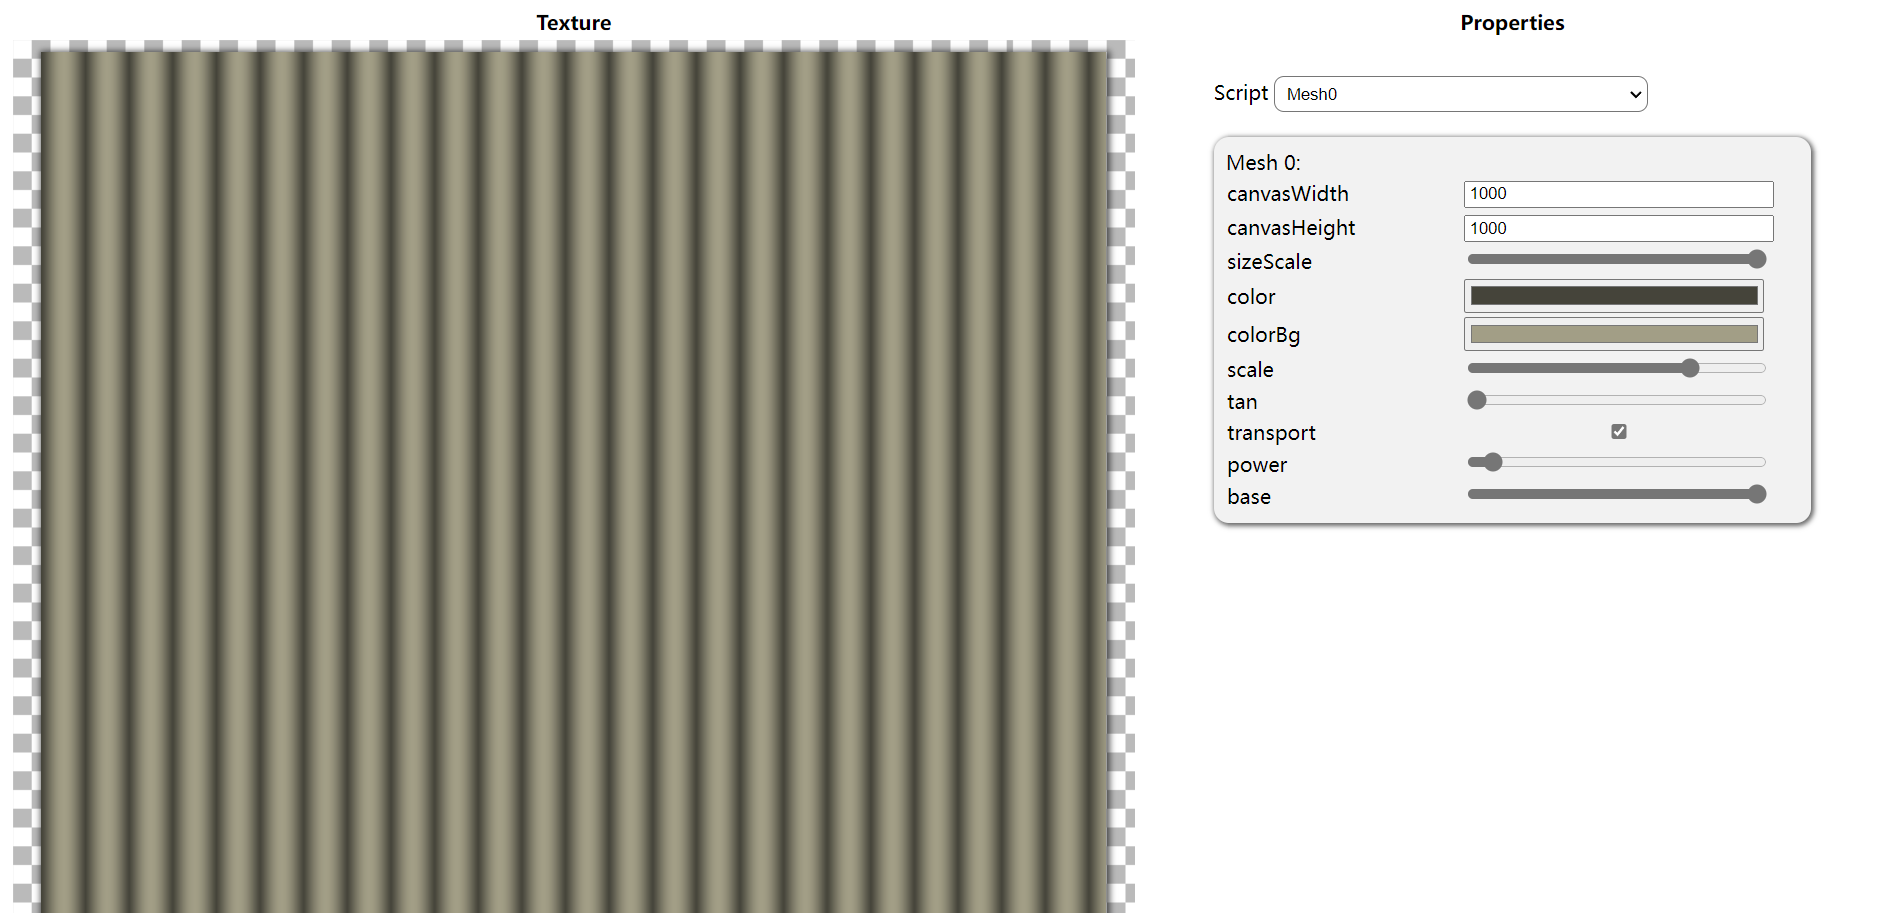 Texture
Properties
Script Mesh0
Mesh 0:
canvasWidth 1000
canvasHeight 1000
sizeScale
color
colorBg
scale
tan
transport
power
base